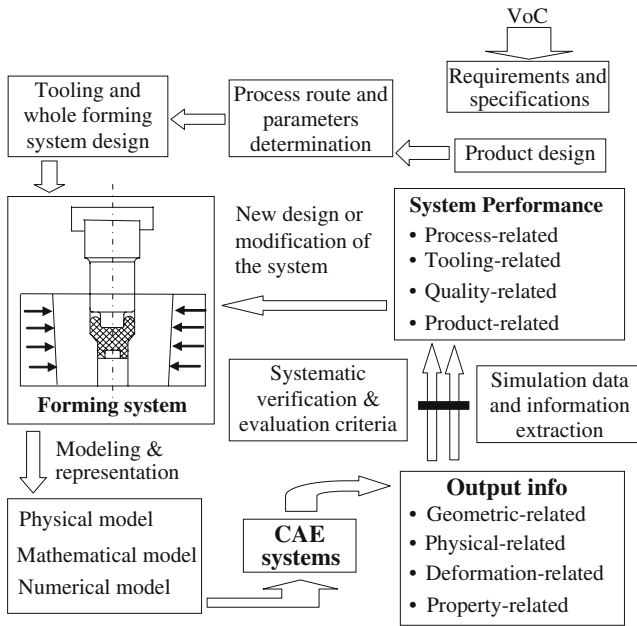 VoC
Requirements and
specifications
Product design
Process route and
parameters
determination
Tooling and
whole forming
system design
Forming system
New design or
modification of
the system
System Performance
• Process-related
• Tooling-related
• Quality-related
• Product-related
Systematic
verification &
evaluation criteria
Simulation data
and information
extraction
Modeling &
representation
Physical model
Mathematical model
Numerical model
CAE
systems
Output info
• Geometric-related
• Physical-related
• Deformation-related
• Property-related